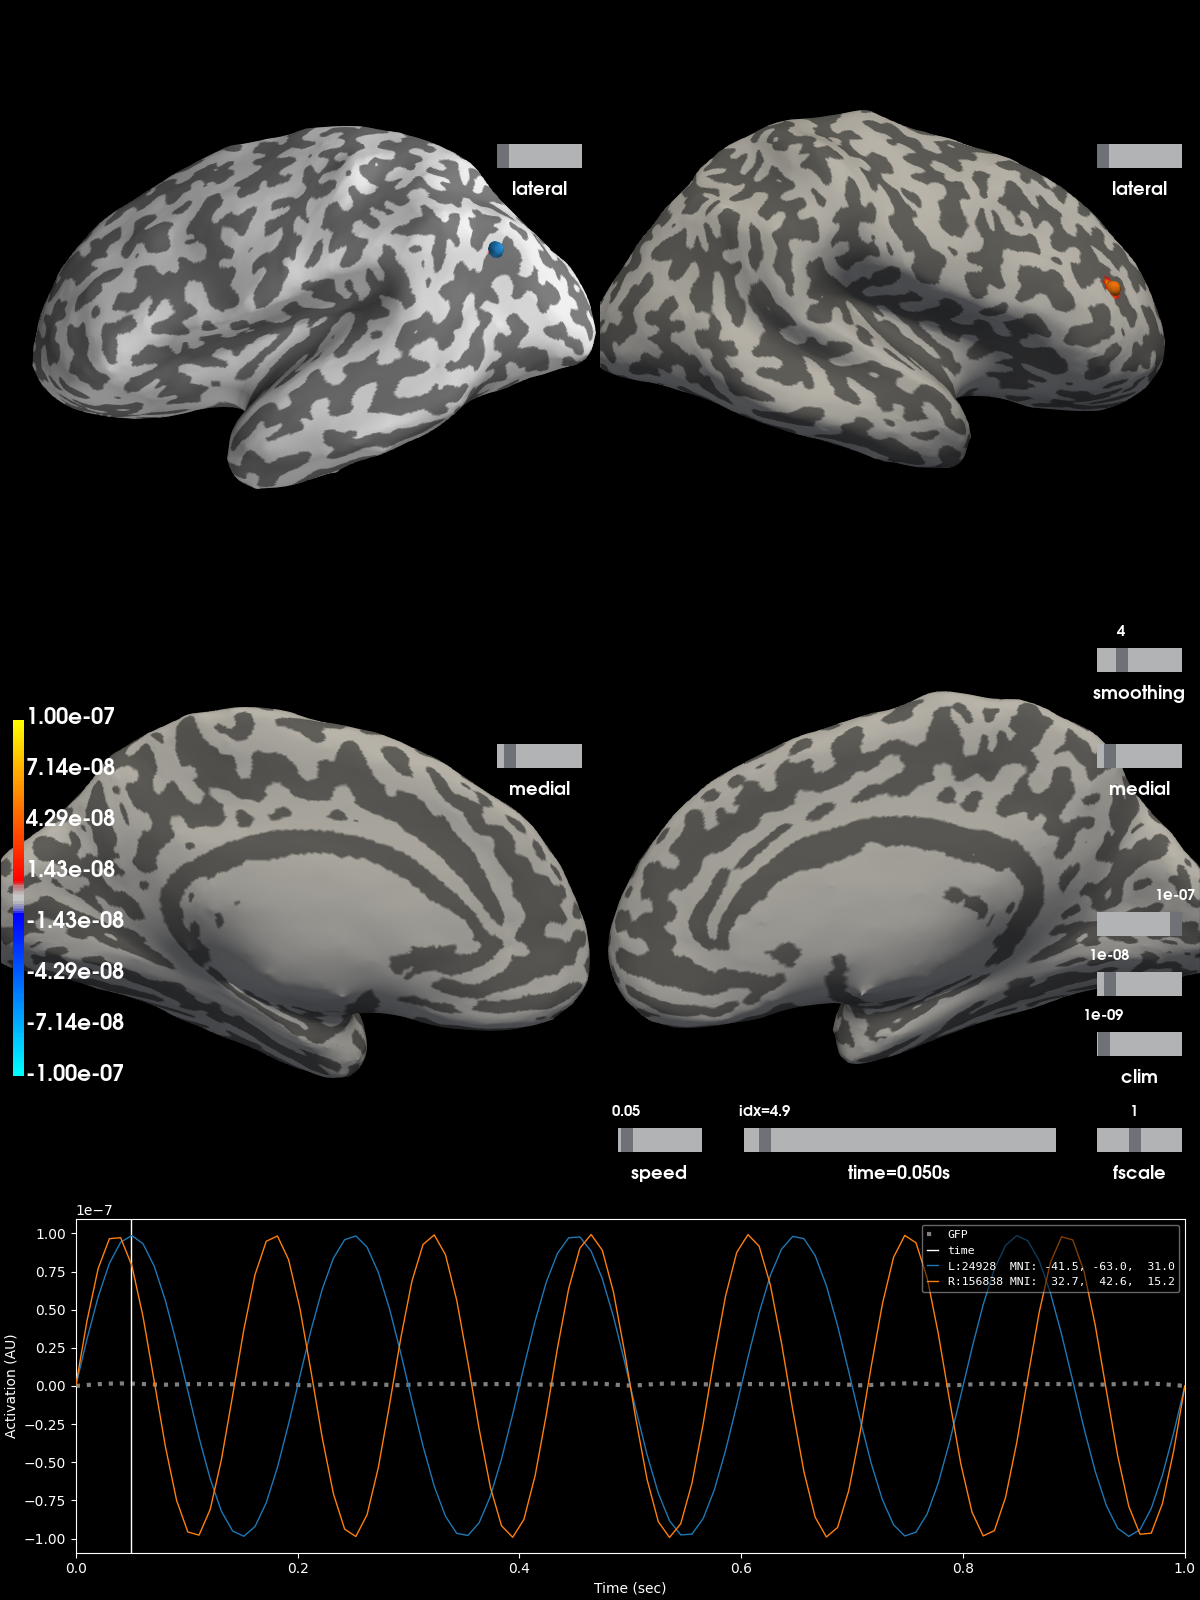 lateral
lateral
4
smoothing
1.00e-07
7.14e-08
4.29e-08
1.43e-08
-1.43e-08
-4.29e-08
-7.14e-08
-1.00e-07
medial
medial
1e-07
1e-08
1e-09
clim
0.05
idx=4.9
1
speed
time=0.050s
fscale
1e−7
1.00
0.75
0.50
0.25
0.00
−0.25
−0.50
−0.75
−1.00
Activation (AU)
GFP
time
L:24928 MNI: -41.5, -63.0, 31.0
R:156838 MNI: 32.7, 42.6, 15.2
0.0 0.2 0.4 0.6 0.8 1.0
Time (sec)